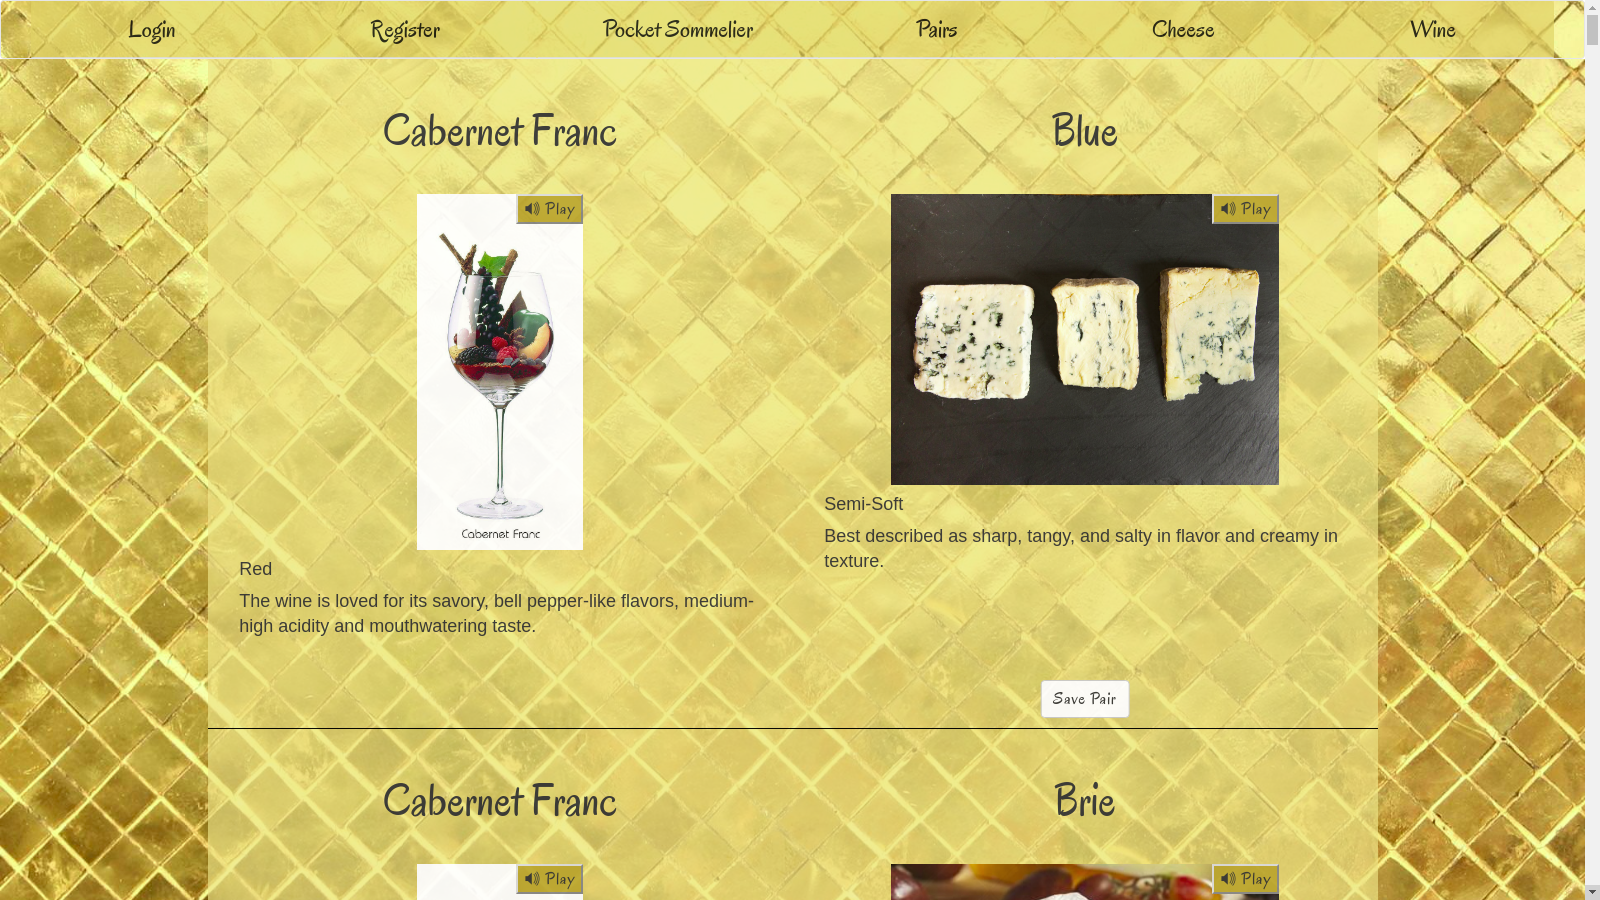 Login Register Pocket Sommelier Pairs Cheese Wine
Cabernet Franc
Play
Cabernet Franc
Red
The wine is loved for its savory, bell pepper-like flavors, medium-
high acidity and mouthwatering taste.
Blue
Play
Semi-Soft
Best described as sharp, tangy, and salty in flavor and creamy in
texture.
Save Pair
Cabernet Franc
Play
Brie
Play